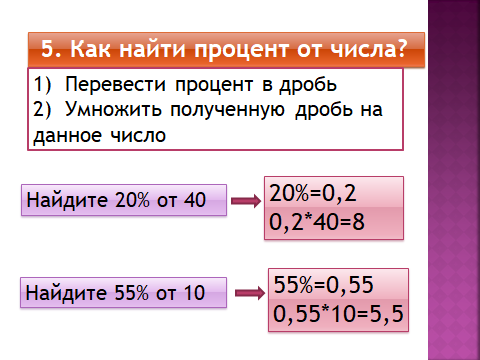 5. Как найти процент от числа?
1) Перевести процент в дробь
2) Умножить полученную дробь на
данное число
Найдите 20% от 40
20%=0,2
0,2*40=8
Найдите 55% от 10
55%=0,55
0,55*10=5,5